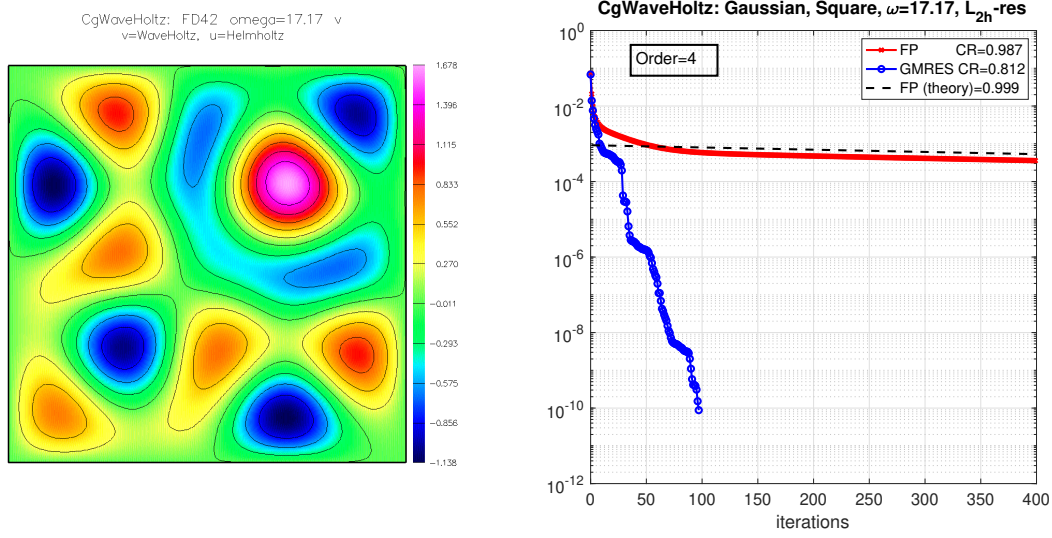 CgWaveHoltz: FD42 omega=17.17 v
v=WaveHoltz, u=Helmholtz
1.678
1.396
1.115
0.833
0.552
0.270
-0.011
-0.293
-0.575
-0.856
-1.138
CgWaveHoltz: Gaussian, Square, ω=17.17, L2h-res
Order=4
FP CR=0.987
GMRES CR=0.812
FP (theory)=0.999
10^0
10^-2
10^-4
10^-6
10^-8
10^-10
10^-12
0 50 100 150 200 250 300 350 400
iterations